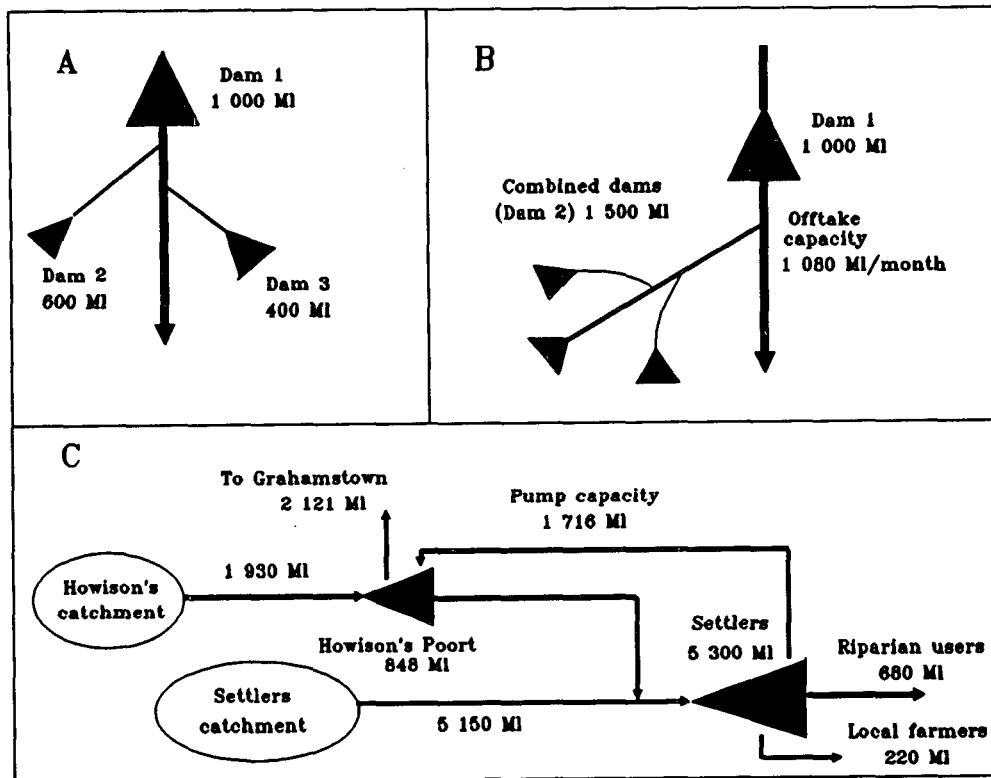 A
Dam 1
1 000 Ml
Dam 2
600 Ml
Dam 3
400 Ml
B
Dam 1
1 000 Ml
Combined dams
(Dam 2) 1 500 Ml
Offtake
capacity
1 080 Ml/month
C
To Grahamstown
2 121 Ml
Pump capacity
1 716 Ml
Howison's
catchment
1 930 Ml
Howison's Poort
848 Ml
Settlers
5 300 Ml
Riparian users
680 Ml
Settlers
catchment
5 150 Ml
Local farmers
220 Ml